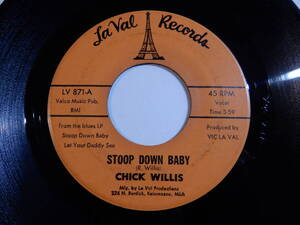 La Val Records
LV 871-A
Valco Music Pub.
BMI
45 RPM
Vocal
Time 3:59
From the blues LP
Stoop Down Baby
Let Your Daddy See
Produced by
VIC LA VAL
STOOP DOWN BABY
(R. Willis)
CHICK WILLIS
Mfg. by La Val Productions
224 N. Burdick, Kalamazoo, Mich